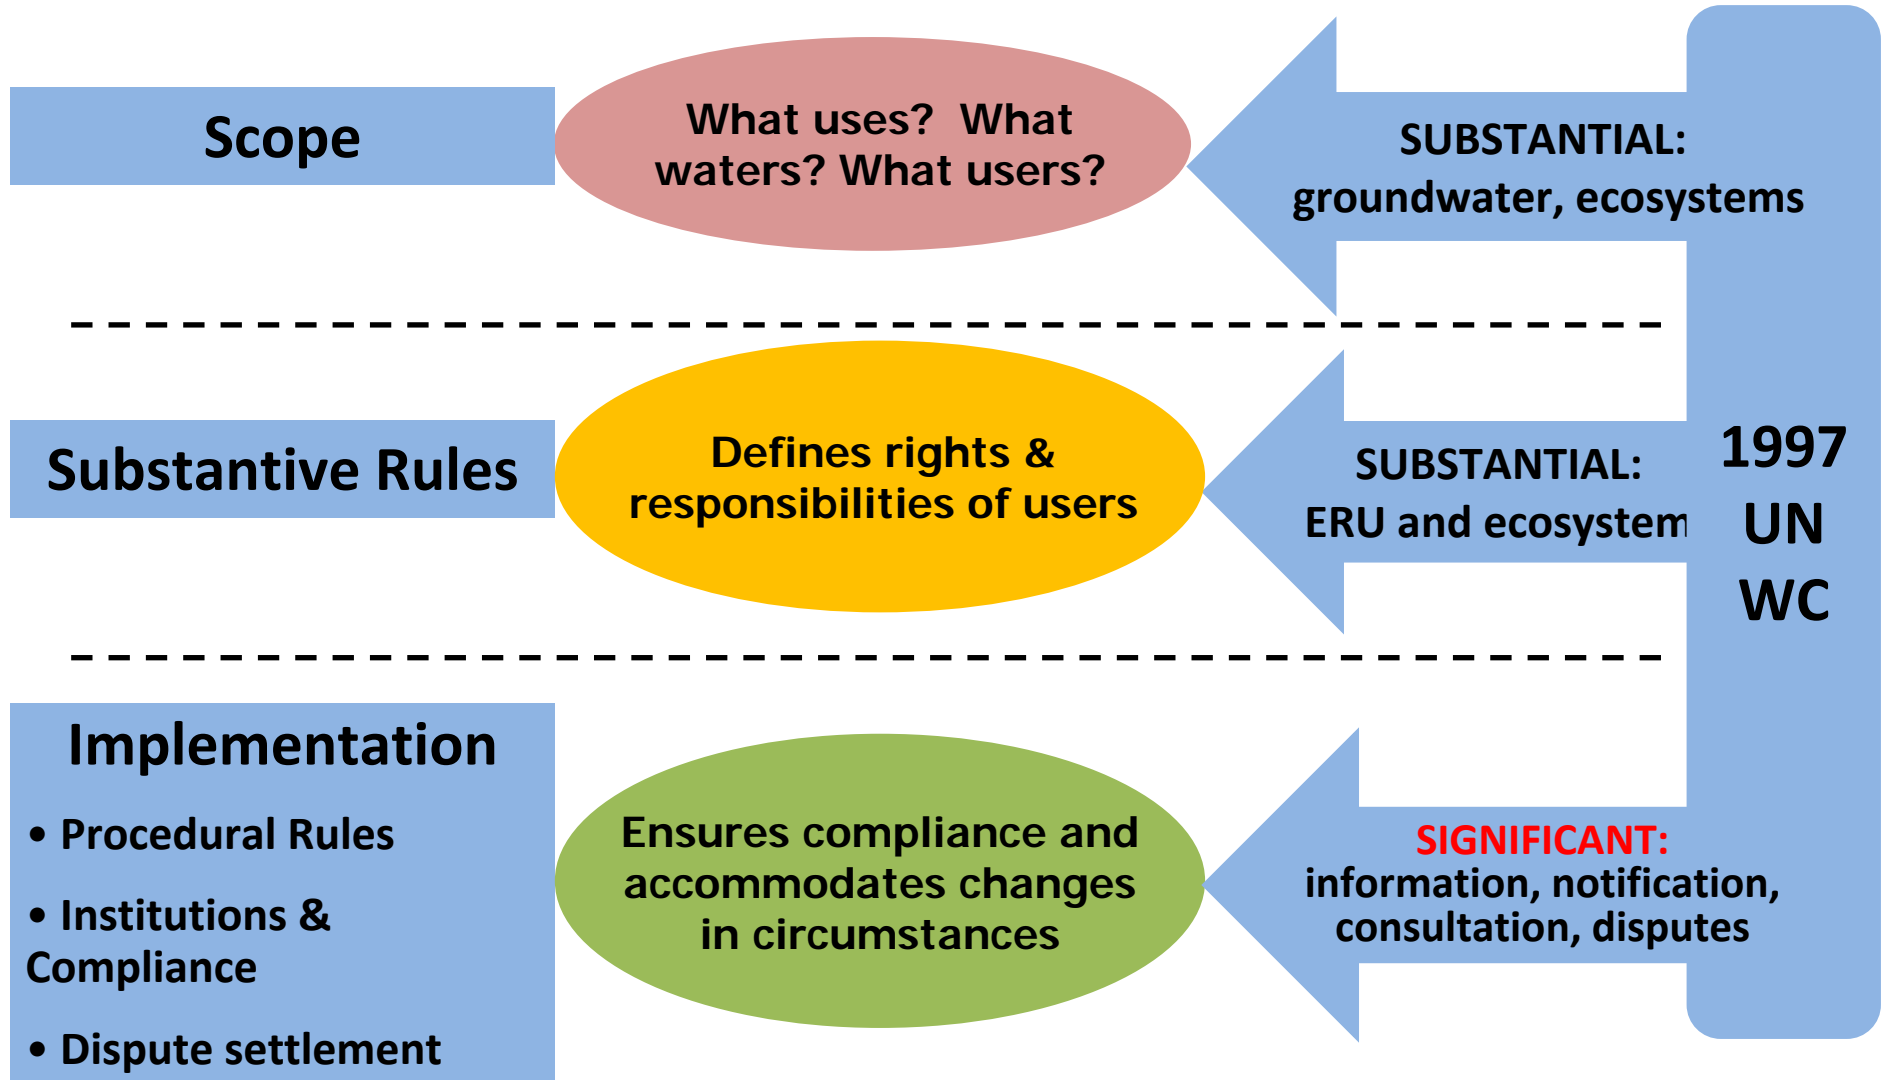 Scope
What uses?  What
waters? What users?
SUBSTANTIAL:
groundwater, ecosystems
Substantive Rules
Defines rights &
responsibilities of users
SUBSTANTIAL:
ERU and ecosystem
1997
UN
WC
Implementation
• Procedural Rules
• Institutions &
Compliance
• Dispute settlement
Ensures compliance and
accommodates changes
in circumstances
SIGNIFICANT:
information, notification,
consultation, disputes